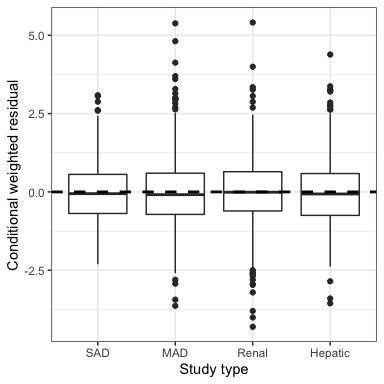 Conditional weighted residual
5.0
2.5
0.0
-2.5
SAD MAD Renal Hepatic
Study type